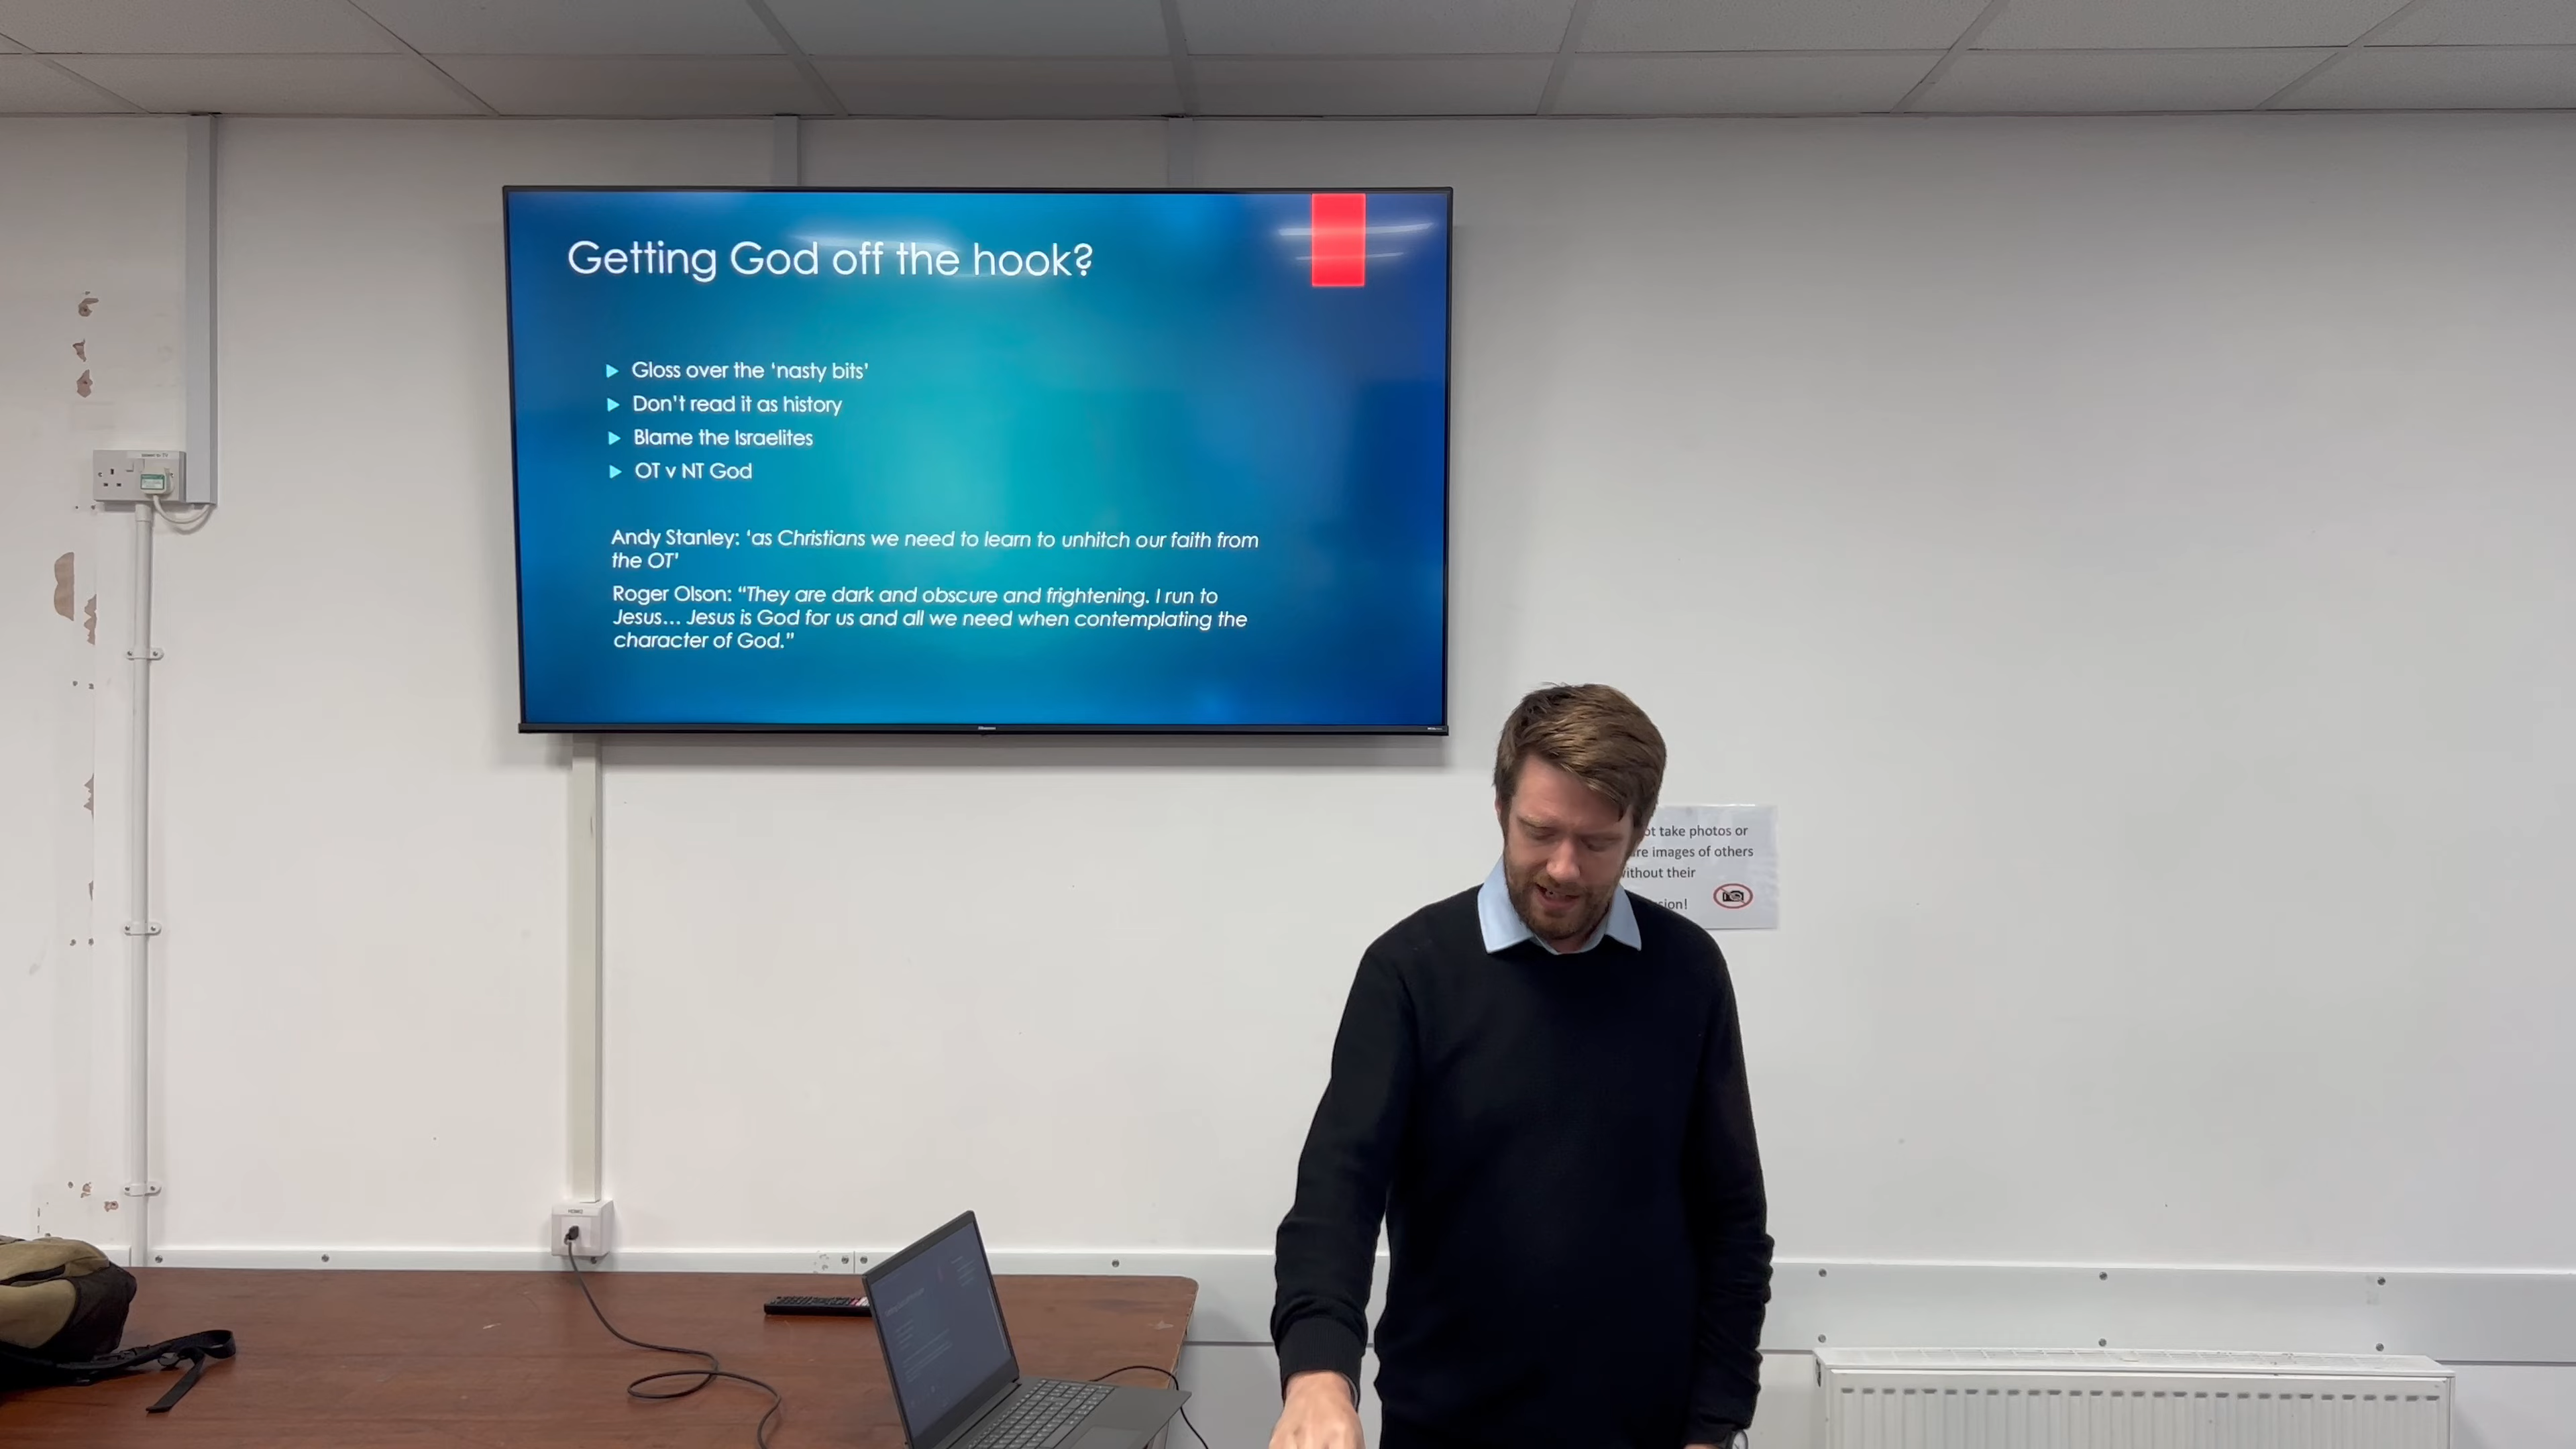 Getting God off the hook?
Gloss over the ‘nasty bits’
Don’t read it as history
Blame the Israelites
OT v NT God
Andy Stanley: ‘as Christians we need to learn to unhitch our faith from
the OT’
Roger Olson: “They are dark and obscure and frightening. I run to
Jesus... Jesus is God for us and all we need when contemplating the
character of God.”
take photos or
images of others
without their
Hisense
HDMI2